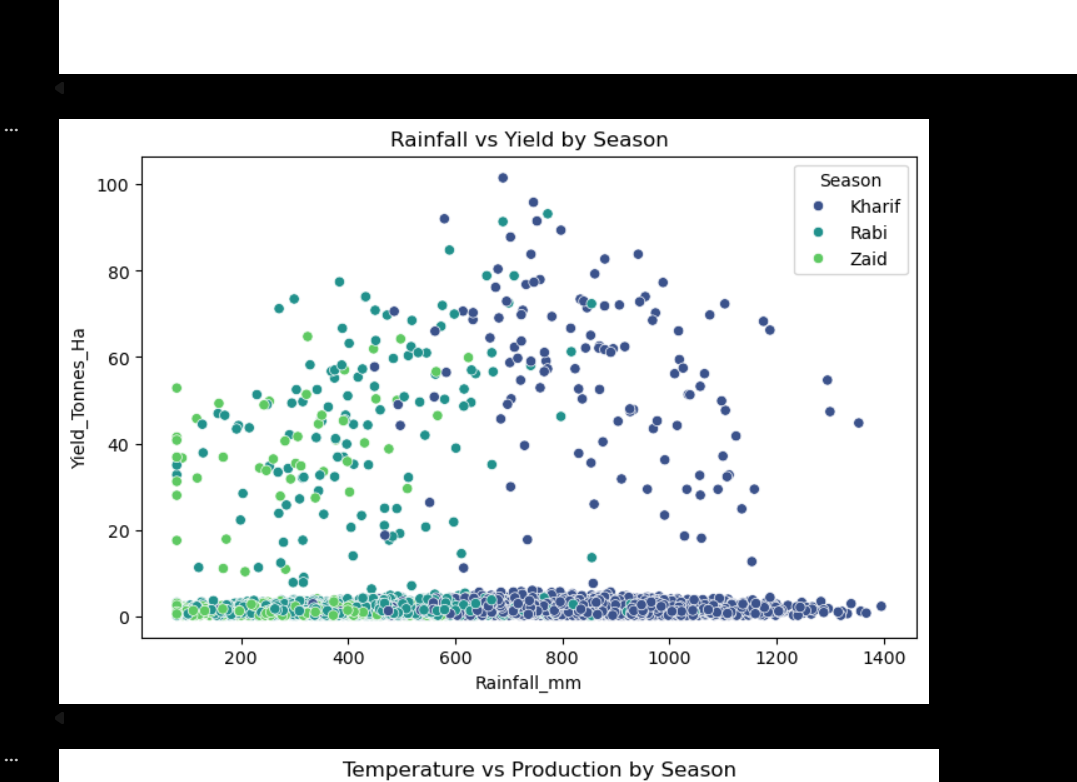 ...
Rainfall vs Yield by Season
Season
Kharif
Rabi
Zaid
100
80
60
40
20
0
Yield_Tonnes_Ha
200 400 600 800 1000 1200 1400
Rainfall_mm
...
Temperature vs Production by Season